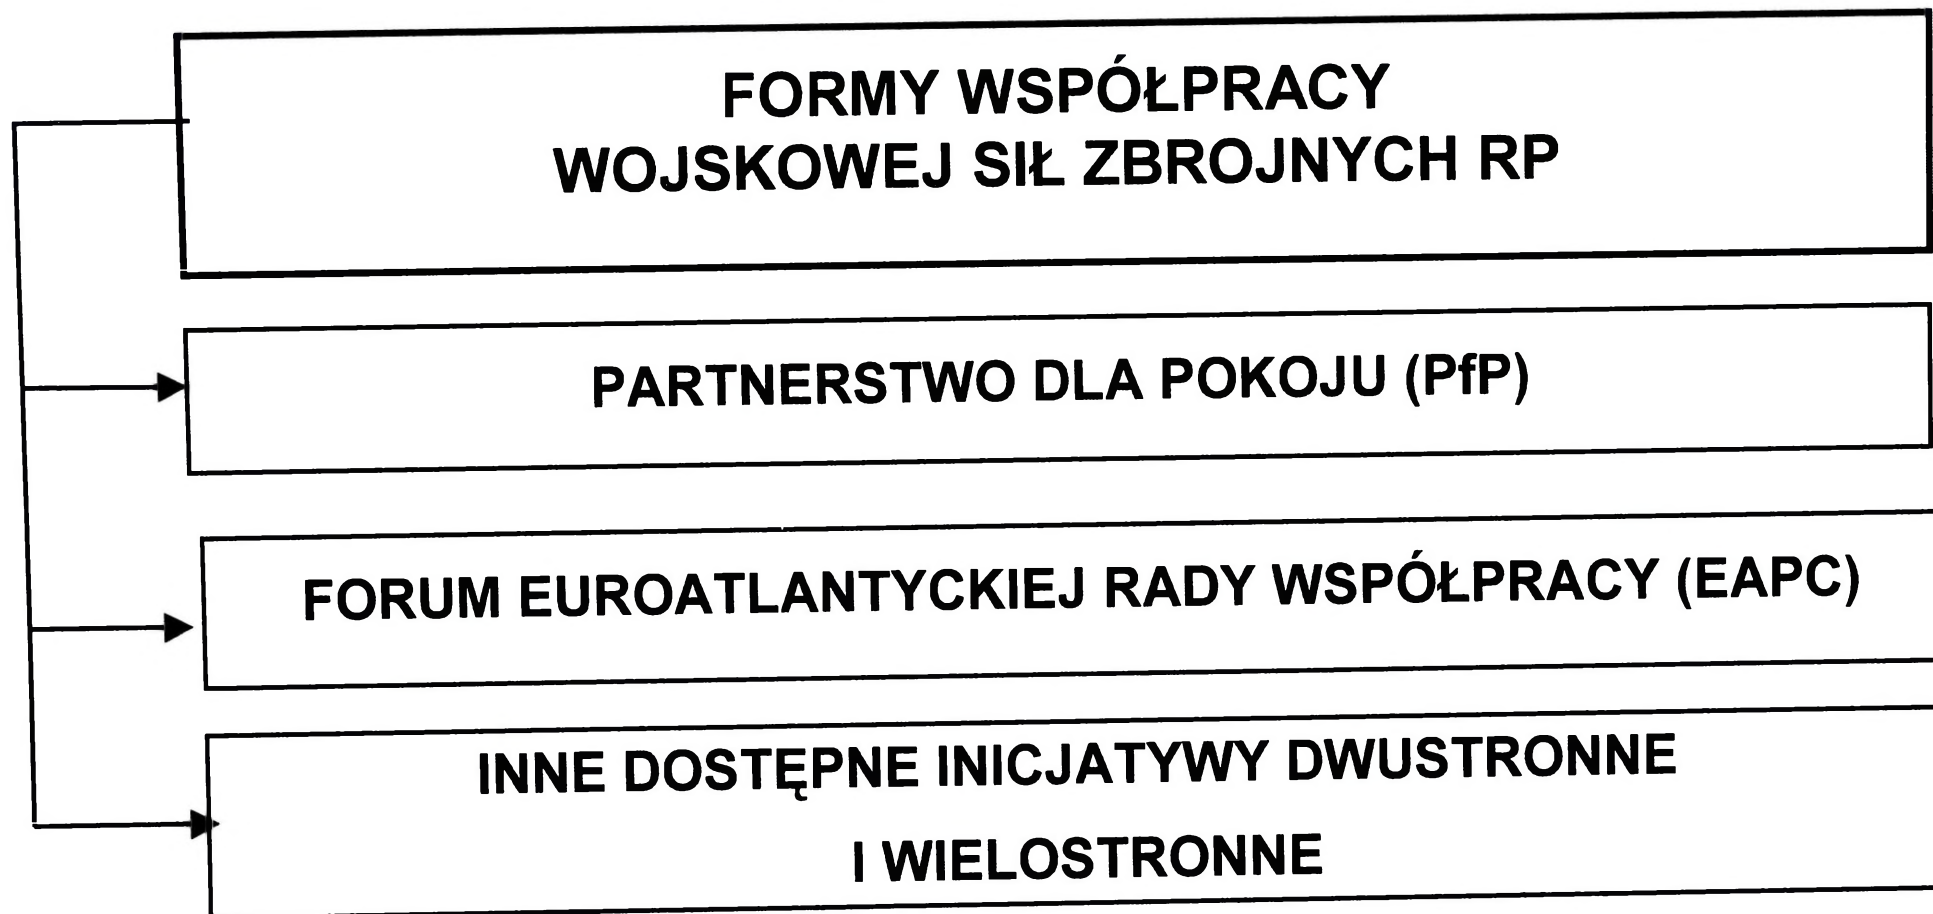 FORMY WSPÓŁPRACY
WOJSKOWEJ SIŁ ZBROJNYCH RP
PARTNERSTWO DLA POKOJU (PfP)
FORUM EUROATLANTYCKIEJ RADY WSPÓŁPRACY (EAPC)
INNE DOSTĘPNE INICJATYWY DWUSTRONNE
I WIELOSTRONNE